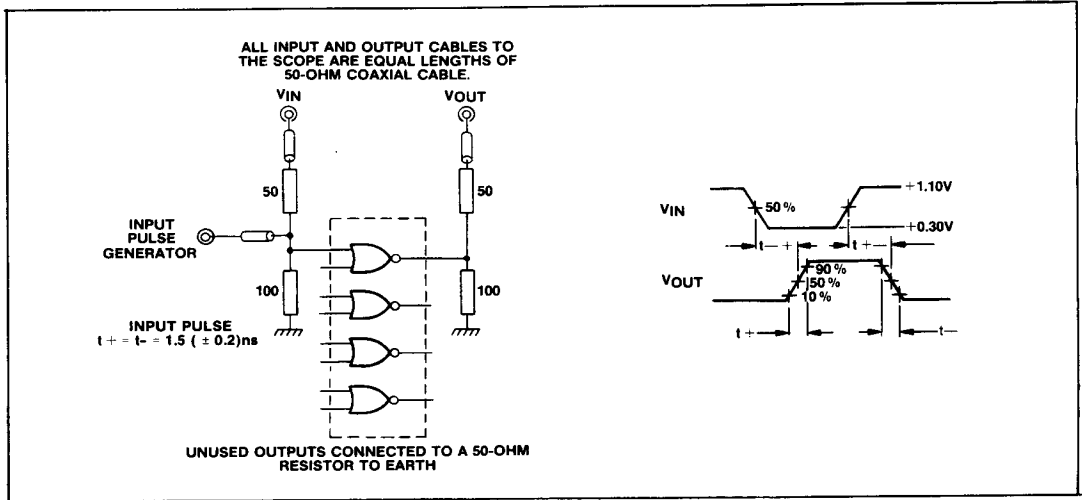 ALL INPUT AND OUTPUT CABLES TO
THE SCOPE ARE EQUAL LENGTHS OF
50-OHM COAXIAL CABLE.
VIN
VOUT
50
50
INPUT
PULSE
GENERATOR
100
100
INPUT PULSE
t + = t- = 1.5 ( ± 0.2)ns
UNUSED OUTPUTS CONNECTED TO A 50-OHM
RESISTOR TO EARTH
+1.10V
VIN
50 %
+0.30V
t- +
t + -
VOUT
90 %
50 %
10 %
t +
t-